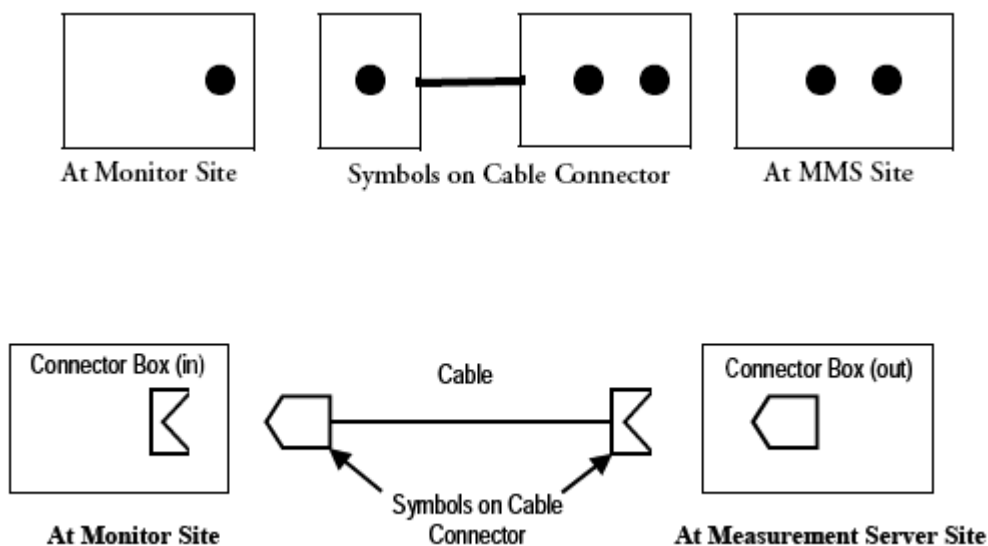 At Monitor Site
Symbols on Cable Connector
At MMS Site
Connector Box (in)
Cable
Connector Box (out)
Symbols on Cable
Connector
At Monitor Site
At Measurement Server Site